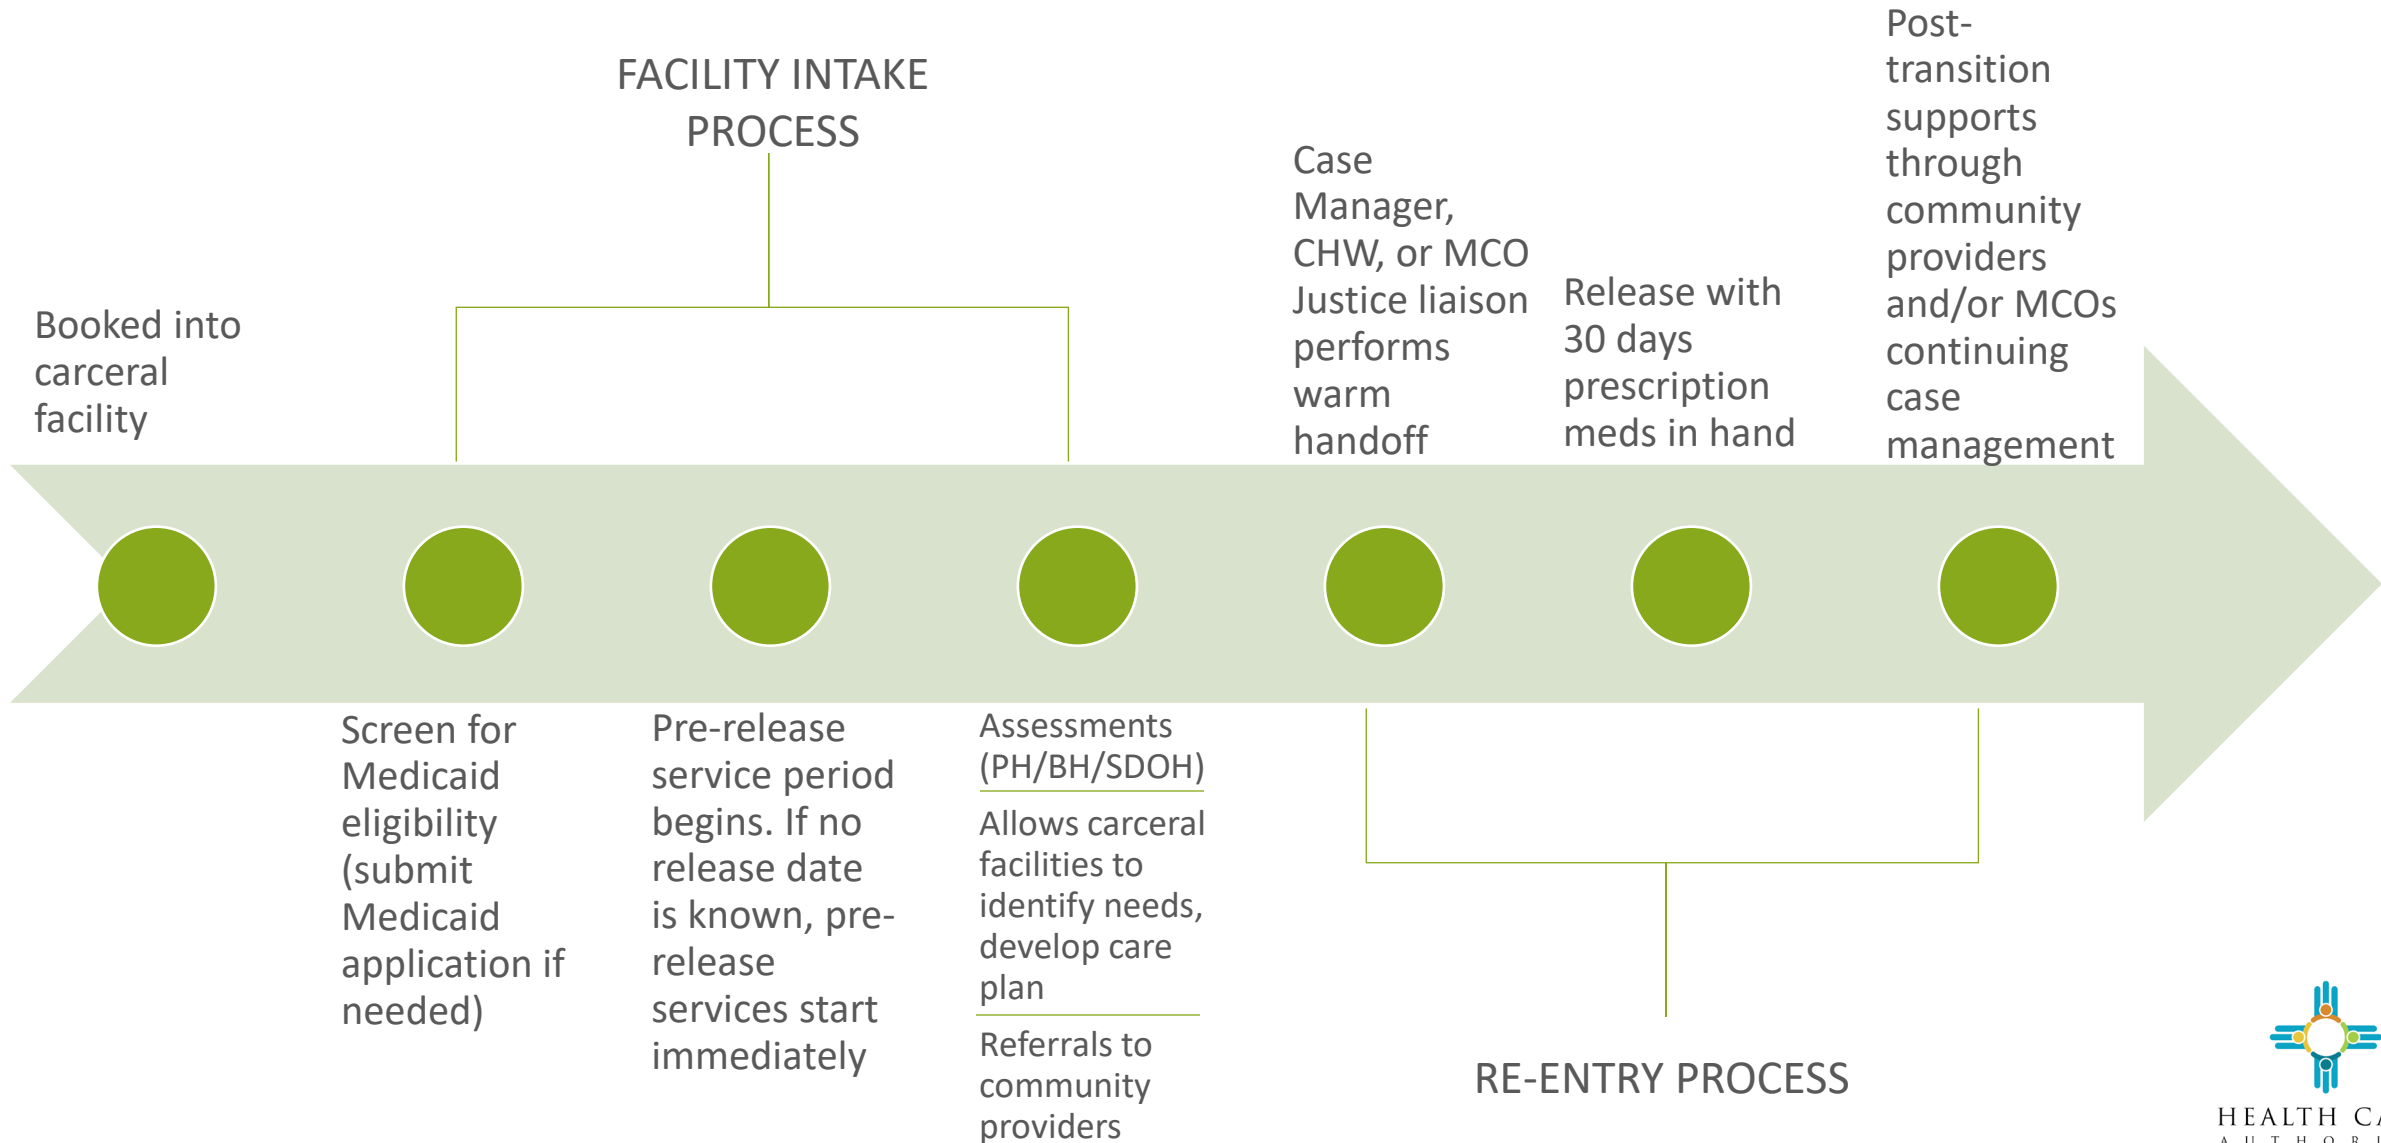 FACILITY INTAKE
PROCESS
Booked into
carceral
facility
Case
Manager,
CHW, or MCO
Justice liaison
performs
warm
handoff
Release with
30 days
prescription
meds in hand
Post-
transition
supports
through
community
providers
and/or MCOs
continuing
case
management
Screen for
Medicaid
eligibility
(submit
Medicaid
application if
needed)
Pre-release
service period
begins. If no
release date
is known, pre-
release
services start
immediately
Assessments
(PH/BH/SDOH)
Allows carceral
facilities to
identify needs,
develop care
plan
Referrals to
community
providers
RE-ENTRY PROCESS
HEALTH CA